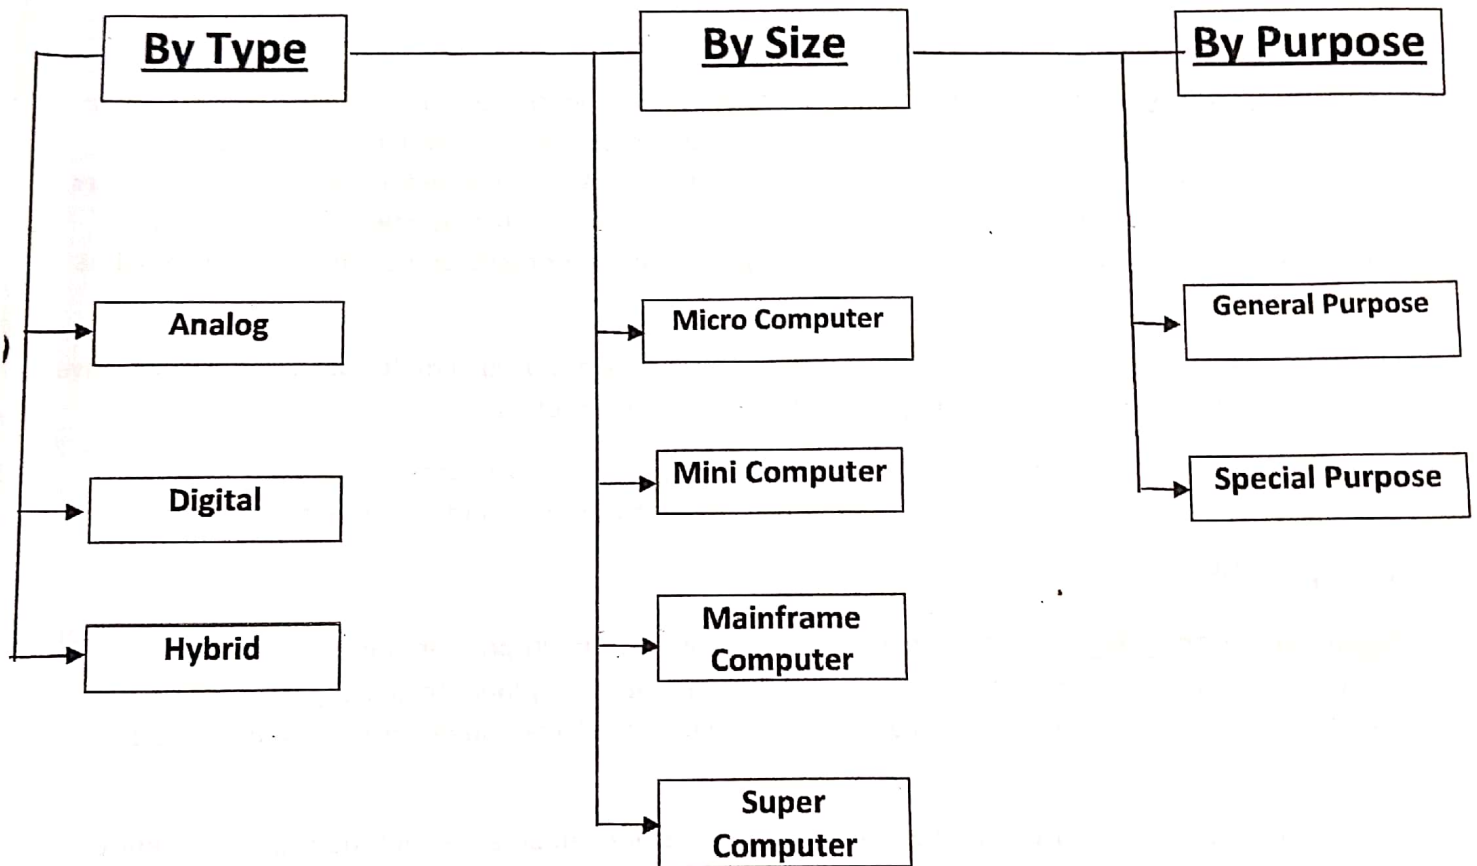 By Type
By Size
By Purpose
Analog
Digital
Hybrid
Micro Computer
Mini Computer
Mainframe
Computer
Super
Computer
General Purpose
Special Purpose